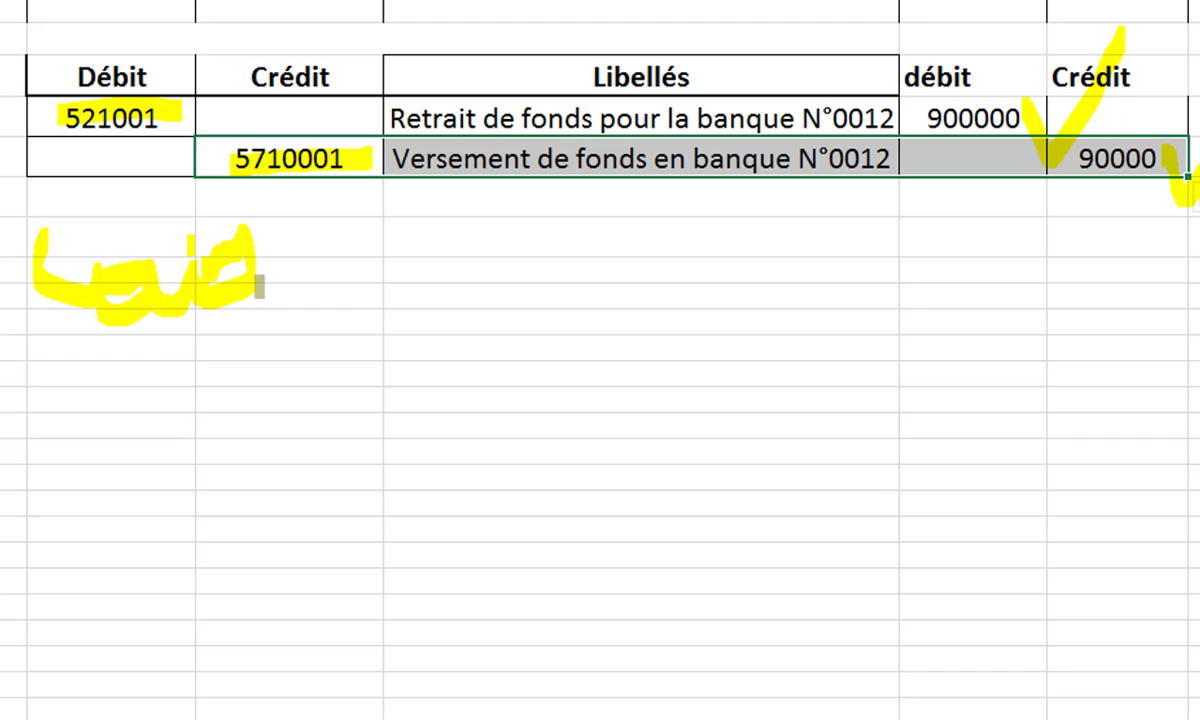 Débit Crédit Libellés débit Crédit
521001 Retrait de fonds pour la banque N°0012 900000
5710001 Versement de fonds en banque N°0012 90000